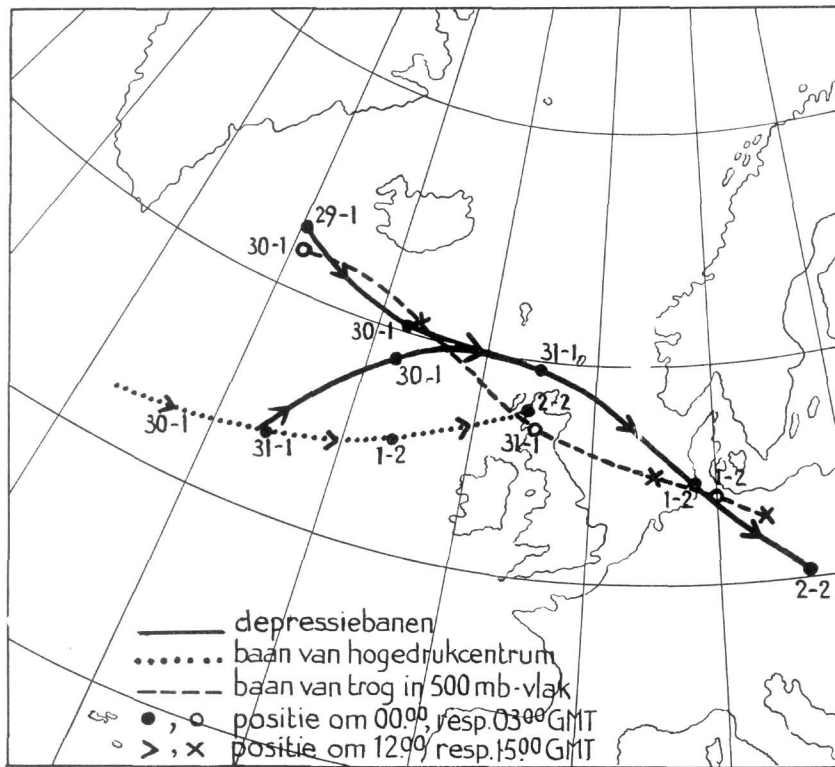 29-1
30-1
30-1
31-1
30-1
30-1
2-2
31-1
1-2
31-1
1-2
1-2
2-2
depressiebanen
baan van hogedrukcentrum
baan van trog in 500 mb-vlak
●, ○ positie om 00.00, resp. 03.00 GMT
>, × positie om 12.00, resp. 15.00 GMT